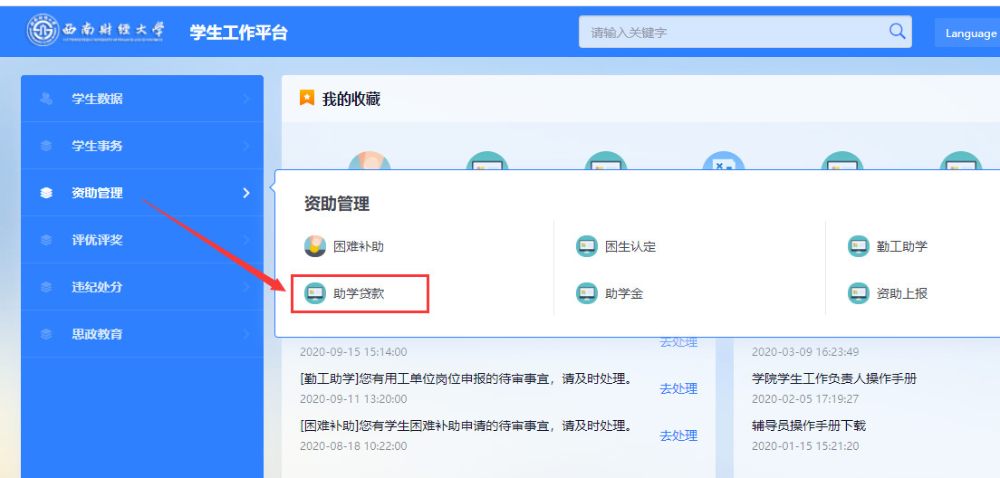 西南财经大学
学生工作平台
请输入关键字
Language
学生数据
学生事务
资助管理
评优评奖
违纪处分
思政教育
我的收藏
资助管理
困难补助
困生认定
勤工助学
助学贷款
助学金
资助上报
2020-09-15 15:14:00
去处理
[勤工助学]您有用工单位岗位申报的待审事宜，请及时处理。
2020-09-11 13:20:00
去处理
[困难补助]您有学生困难补助申请的待审事宜，请及时处理。
2020-08-18 10:22:00
去处理
2020-03-09 16:23:49
学院学生工作负责人操作手册
2020-02-05 17:19:27
辅导员操作手册下载
2020-01-15 15:21:20